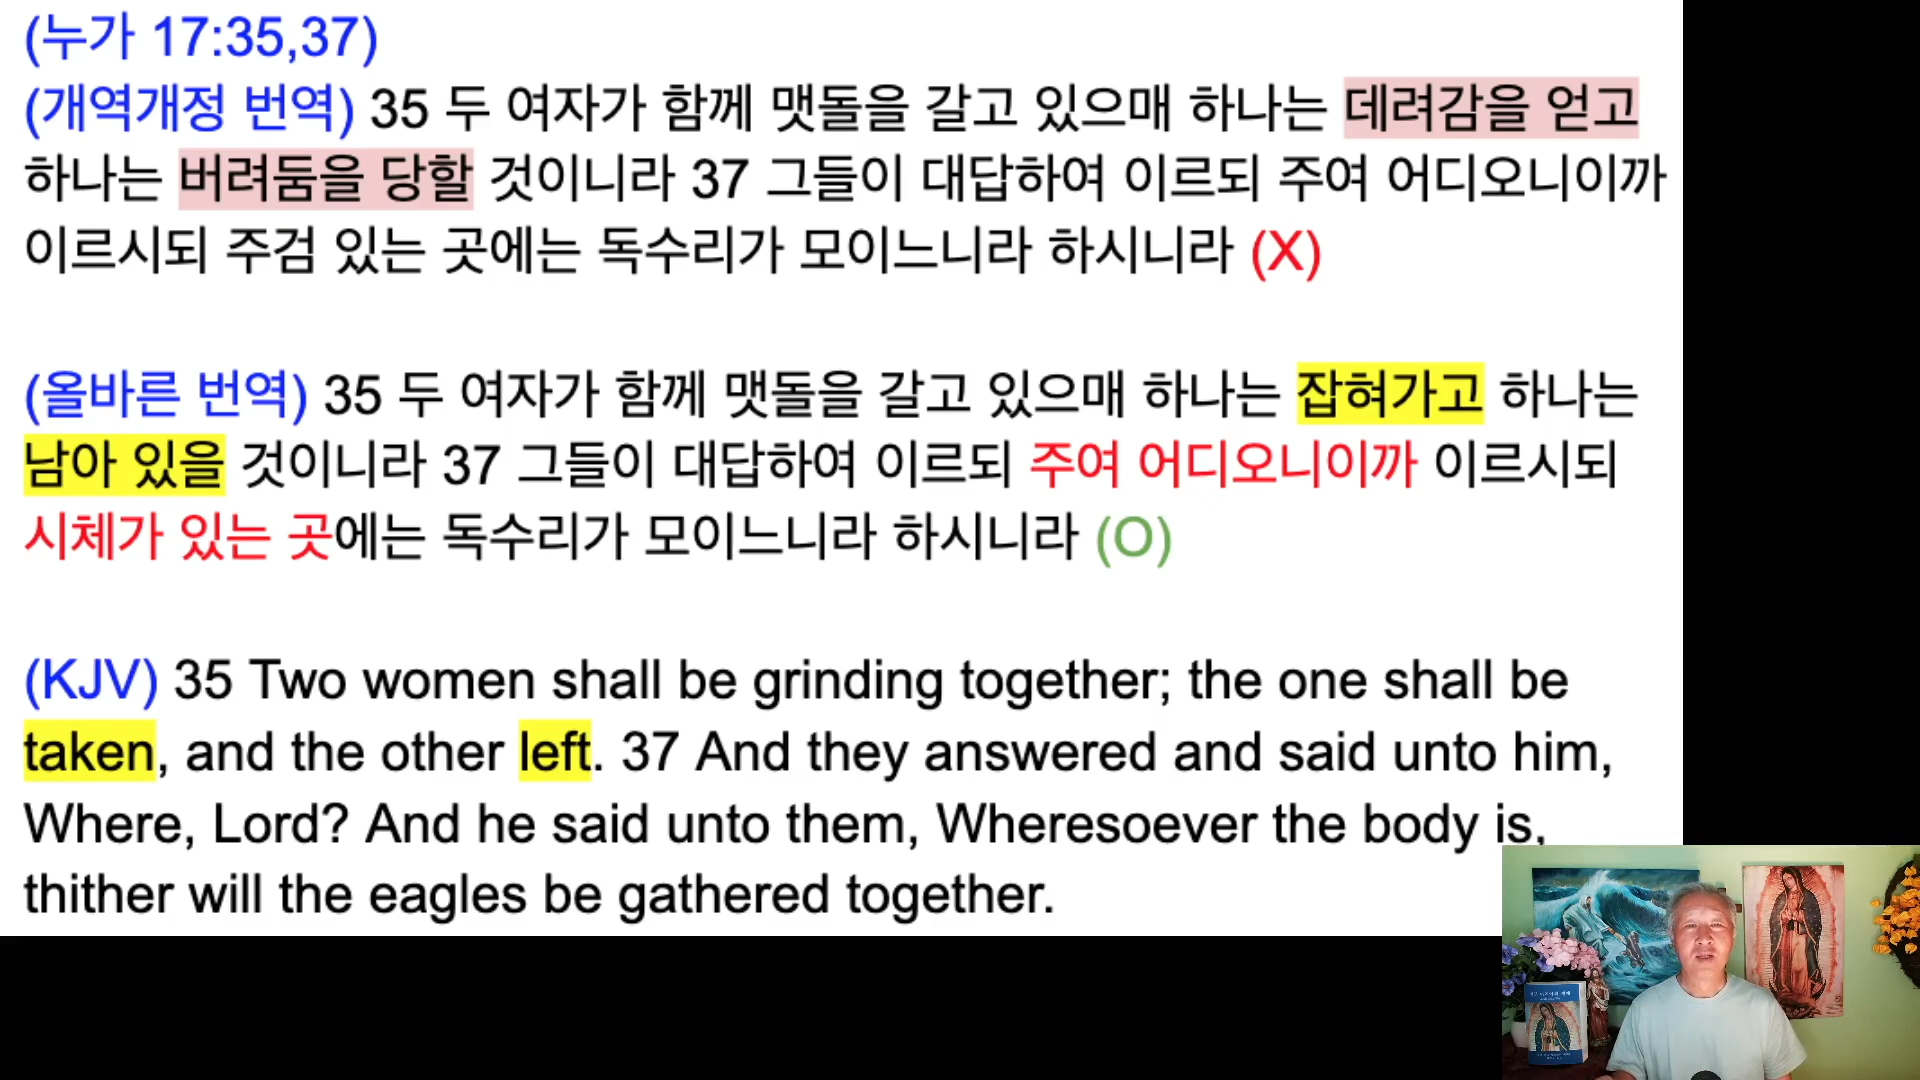 (누가 17:35,37)
(개역개정 번역) 35 두 여자가 함께 맷돌을 갈고 있으매 하나는 데려감을 얻고
하나는 버려둠을 당할 것이니라 37 그들이 대답하여 이르되 주여 어디오니이까
이르시되 주검 있는 곳에는 독수리가 모이느니라 하시니라 (X)
(올바른 번역) 35 두 여자가 함께 맷돌을 갈고 있으매 하나는 잡혀가고 하나는
남아 있을 것이니라 37 그들이 대답하여 이르되 주여 어디오니이까 이르시되
시체가 있는 곳에는 독수리가 모이느니라 하시니라 (O)
(KJV) 35 Two women shall be grinding together; the one shall be
taken, and the other left. 37 And they answered and said unto him,
Where, Lord? And he said unto them, Wheresoever the body is,
thither will the eagles be gathered together.